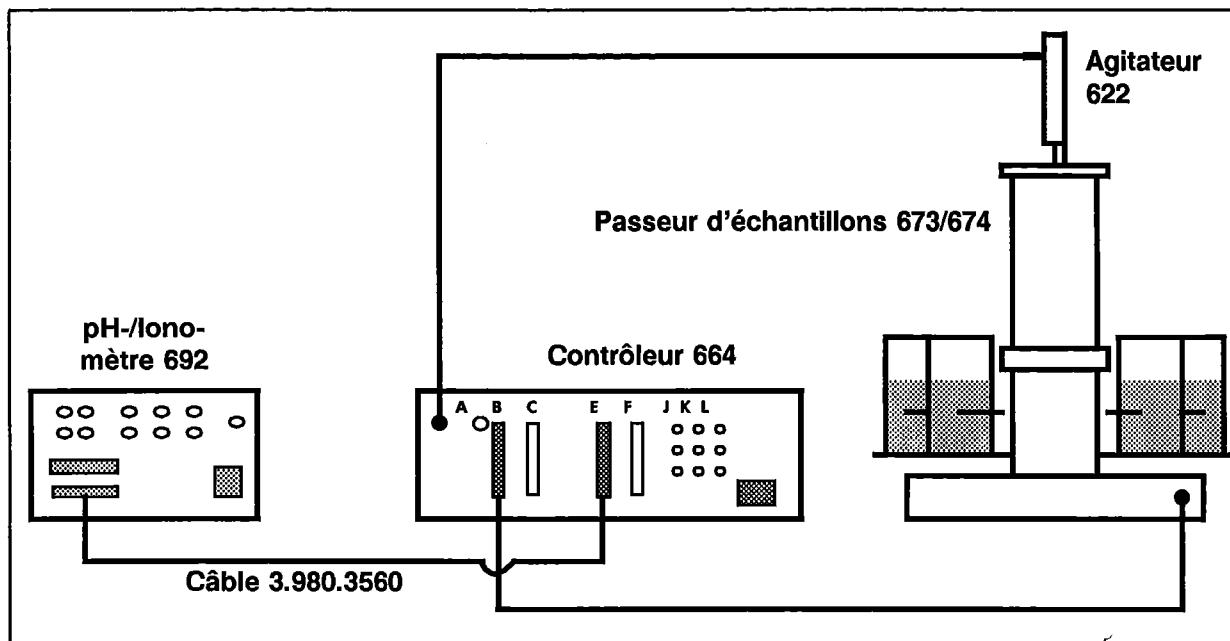 Agitateur
622
Passeur d'échantillons 673/674
pH-/Iono-
mètre 692
Contrôleur 664
A B C E F J K L
Câble 3.980.3560